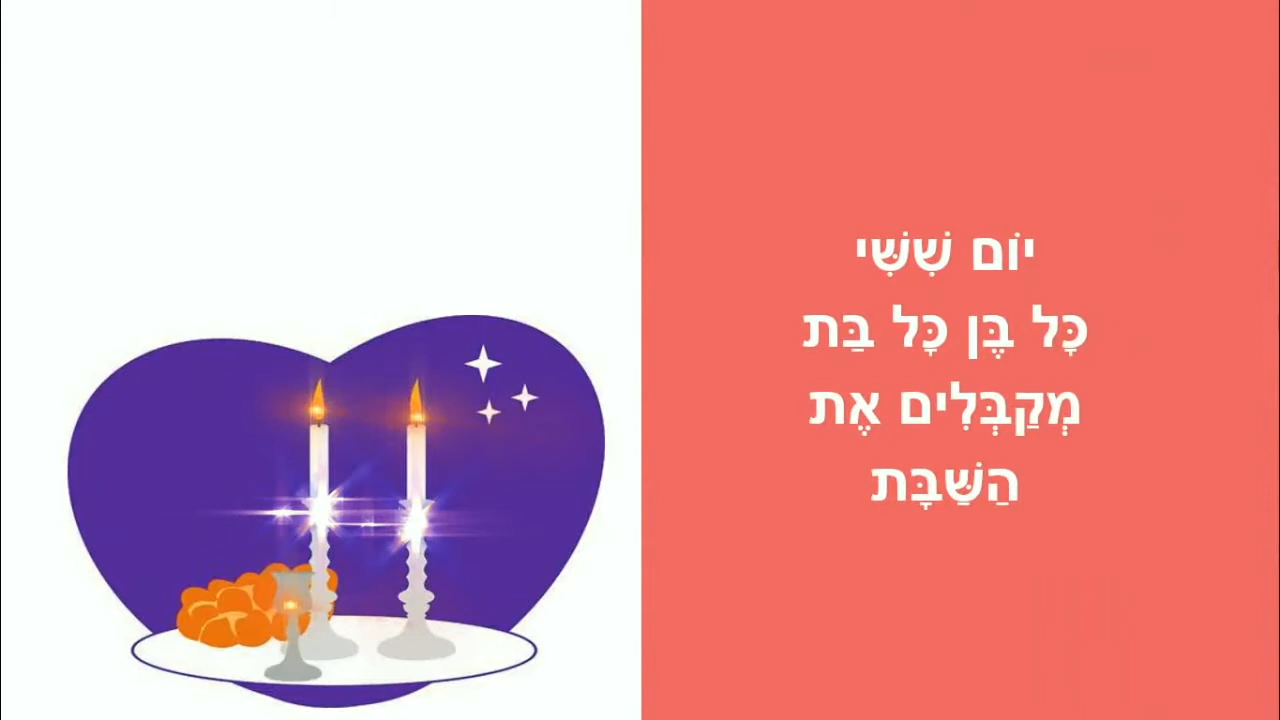 יוֹם שִׁשִּׁי
כָּל בֶּן כָּל בַּת
מְקַבְּלִים אֶת
הַשַּׁבָּת